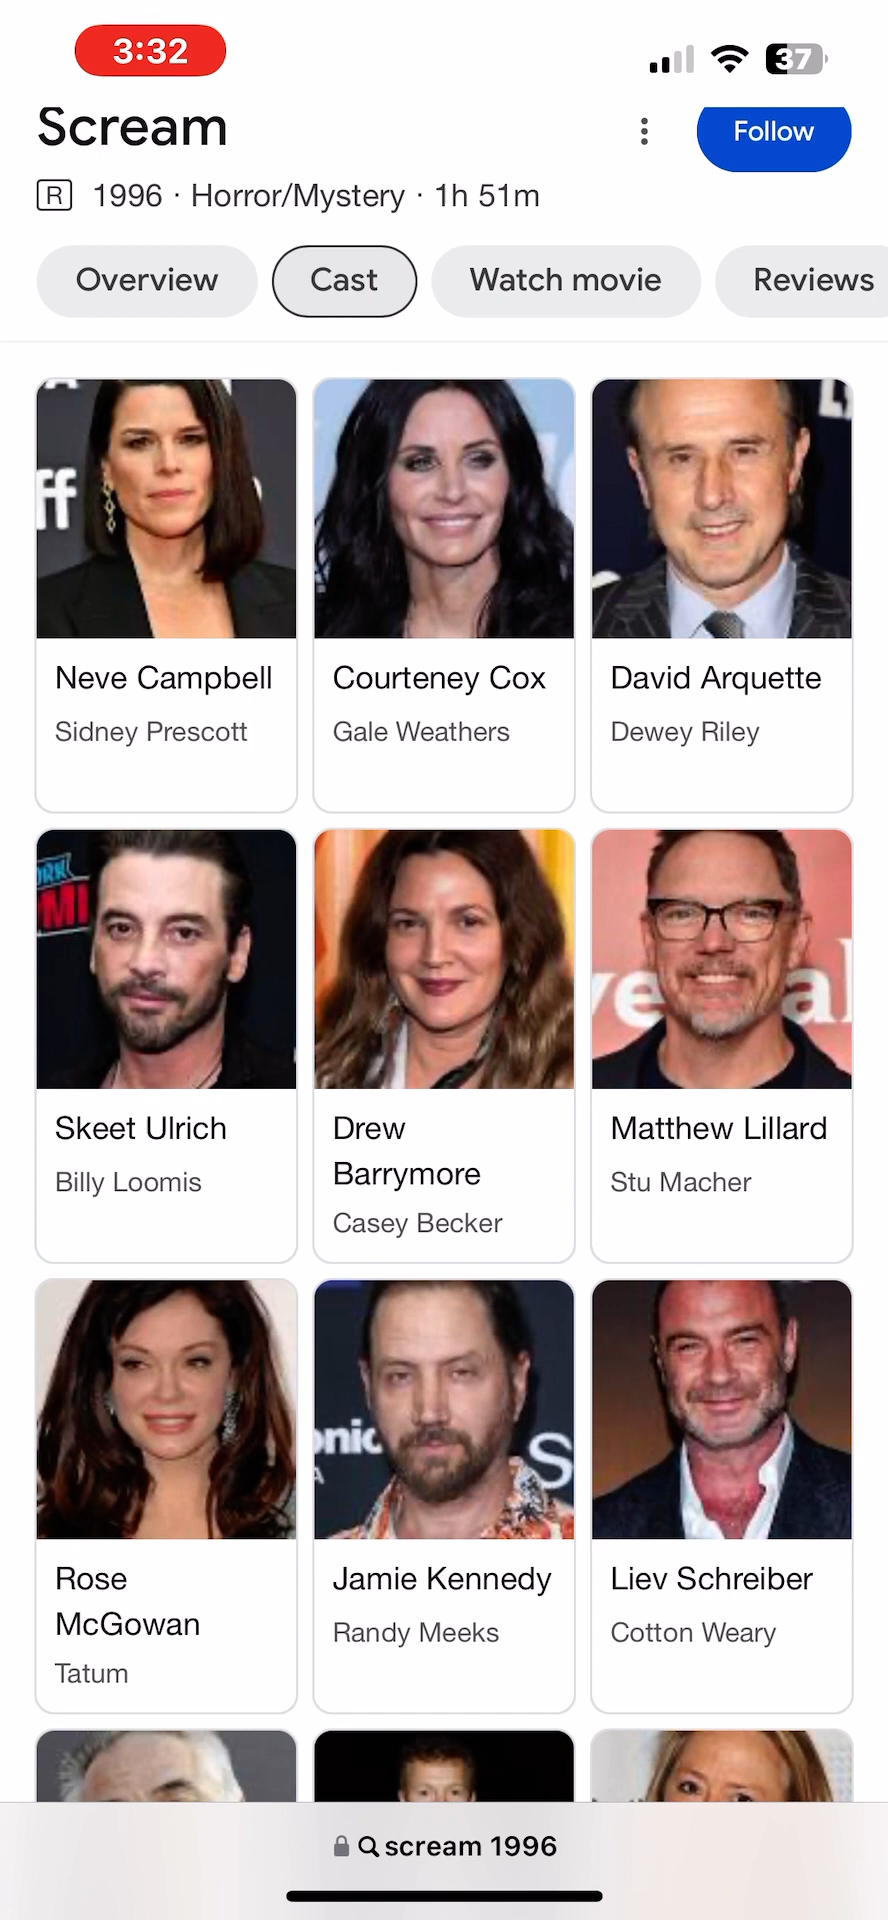 3:32
37
Scream
Follow
R 1996 · Horror/Mystery · 1h 51m
Overview
Cast
Watch movie
Reviews
ff
Neve Campbell
Sidney Prescott
Courteney Cox
Gale Weathers
David Arquette
Dewey Riley
Skeet Ulrich
Billy Loomis
Drew
Barrymore
Casey Becker
Matthew Lillard
Stu Macher
Rose
McGowan
Tatum
Jamie Kennedy
Randy Meeks
Liev Schreiber
Cotton Weary
scream 1996